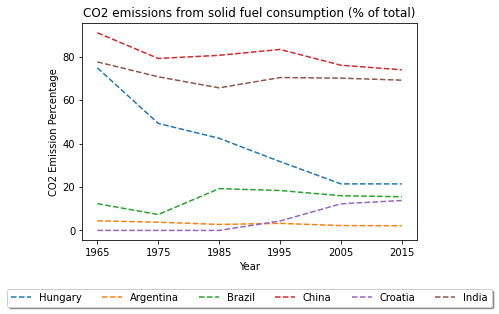 CO2 emissions from solid fuel consumption (% of total)
CO2 Emission Percentage
80
60
40
20
0
1965 1975 1985 1995 2005 2015
Year
Hungary Argentina Brazil China Croatia India